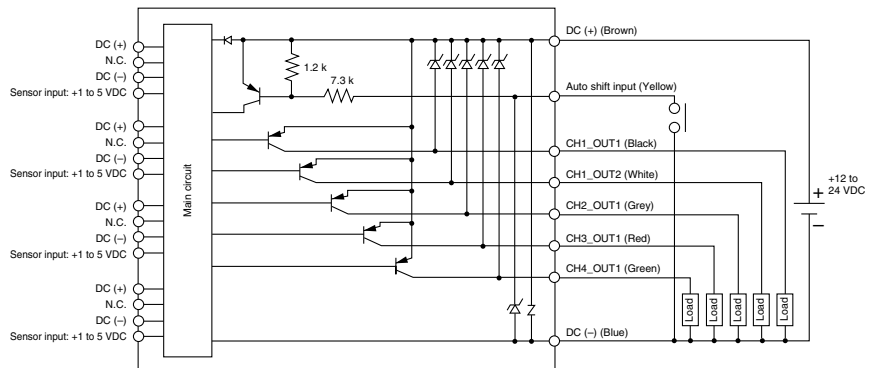 DC (+)
N.C.
DC (–)
Sensor input: +1 to 5 VDC
DC (+)
N.C.
DC (–)
Sensor input: +1 to 5 VDC
DC (+)
N.C.
DC (–)
Sensor input: +1 to 5 VDC
DC (+)
N.C.
DC (–)
Sensor input: +1 to 5 VDC
Main circuit
1.2 k
7.3 k
DC (+) (Brown)
Auto shift input (Yellow)
CH1_OUT1 (Black)
CH1_OUT2 (White)
CH2_OUT1 (Grey)
CH3_OUT1 (Red)
CH4_OUT1 (Green)
DC (–) (Blue)
Load
Load
Load
Load
Load
+12 to
24 VDC
+
–